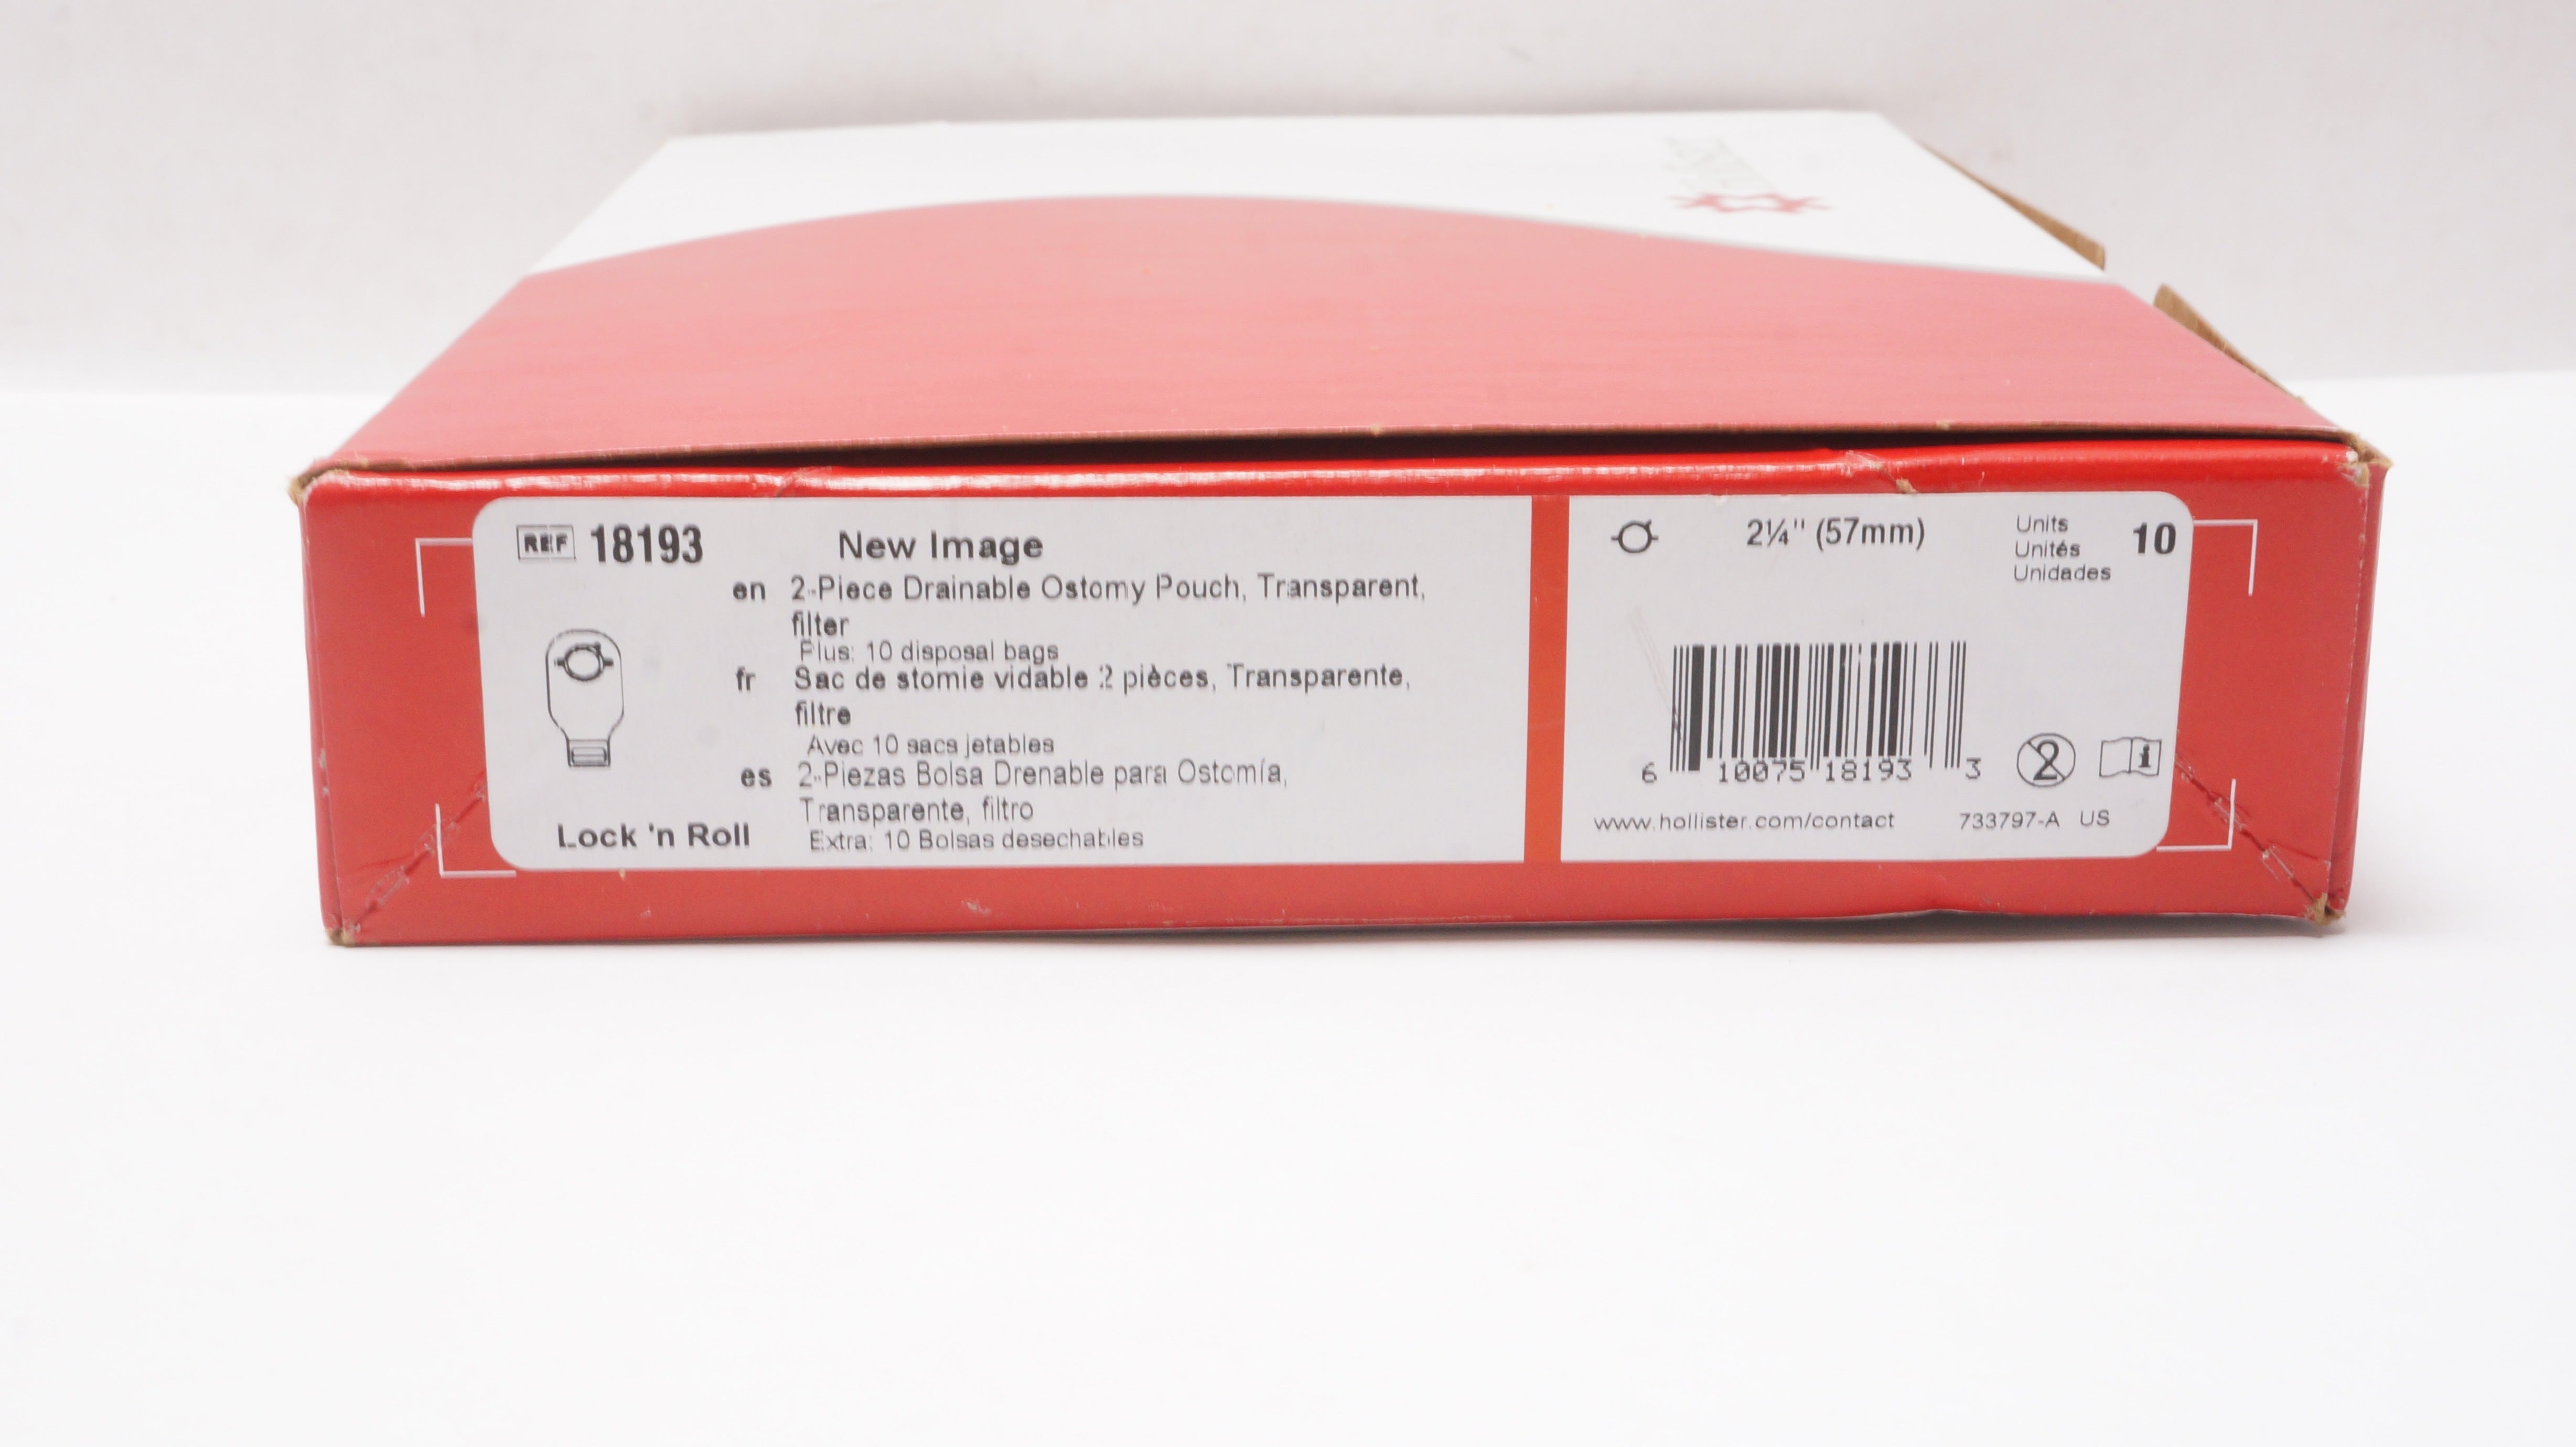 REF 18193 New Image
en 2-Piece Drainable Ostomy Pouch, Transparent,
filter
Plus: 10 disposal bags
fr Sac de stomie vidable 2 pièces, Transparente,
filtre
Avec 10 sacs jetables
es 2-Piezas Bolsa Drenable para Ostomía,
Transparente, filtro
Extra: 10 Bolsas desechables
Lock 'n Roll
2¼" (57mm)
Units
Unités
Unidades
10
6 10075 18193 3
2
i
www.hollister.com/contact 733797-A US